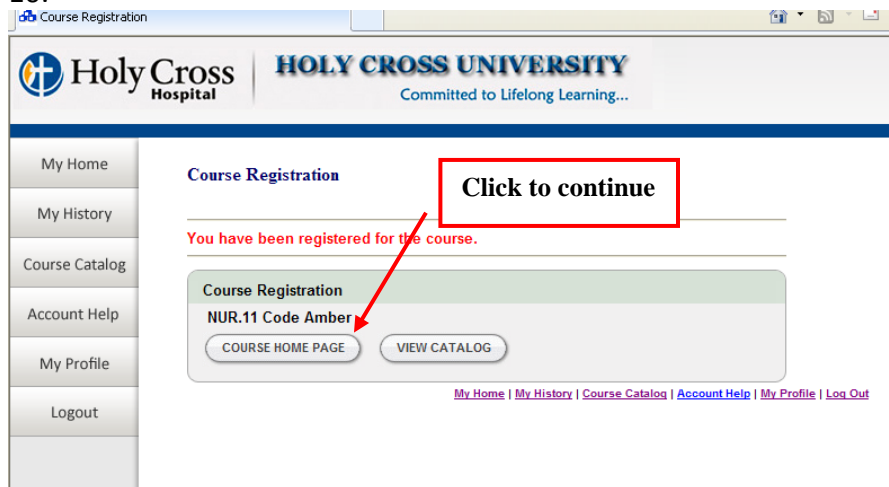 Course Registration
Holy Cross
Hospital
HOLY CROSS UNIVERSITY
Committed to Lifelong Learning...
My Home
My History
Course Catalog
Account Help
My Profile
Logout
Course Registration
Click to continue
You have been registered for the course.
Course Registration
NUR.11 Code Amber
COURSE HOME PAGE
VIEW CATALOG
My Home | My History | Course Catalog | Account Help | My Profile | Log Out